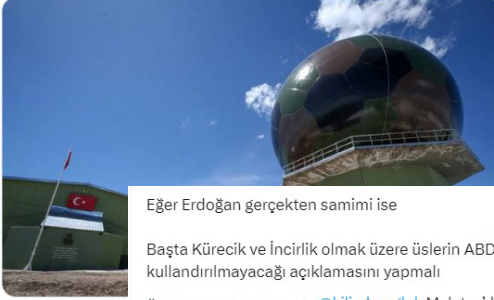 Eğer Erdoğan gerçekten samimi ise
Başta Kürecik ve İncirlik olmak üzere üslerin ABD
kullandırılmayacağı açıklamasını yapmalı